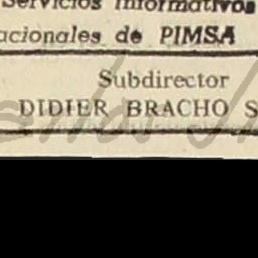 Servicios Informativos
acionales de PIMSA
Subdirector
DIDIER BRACHO S